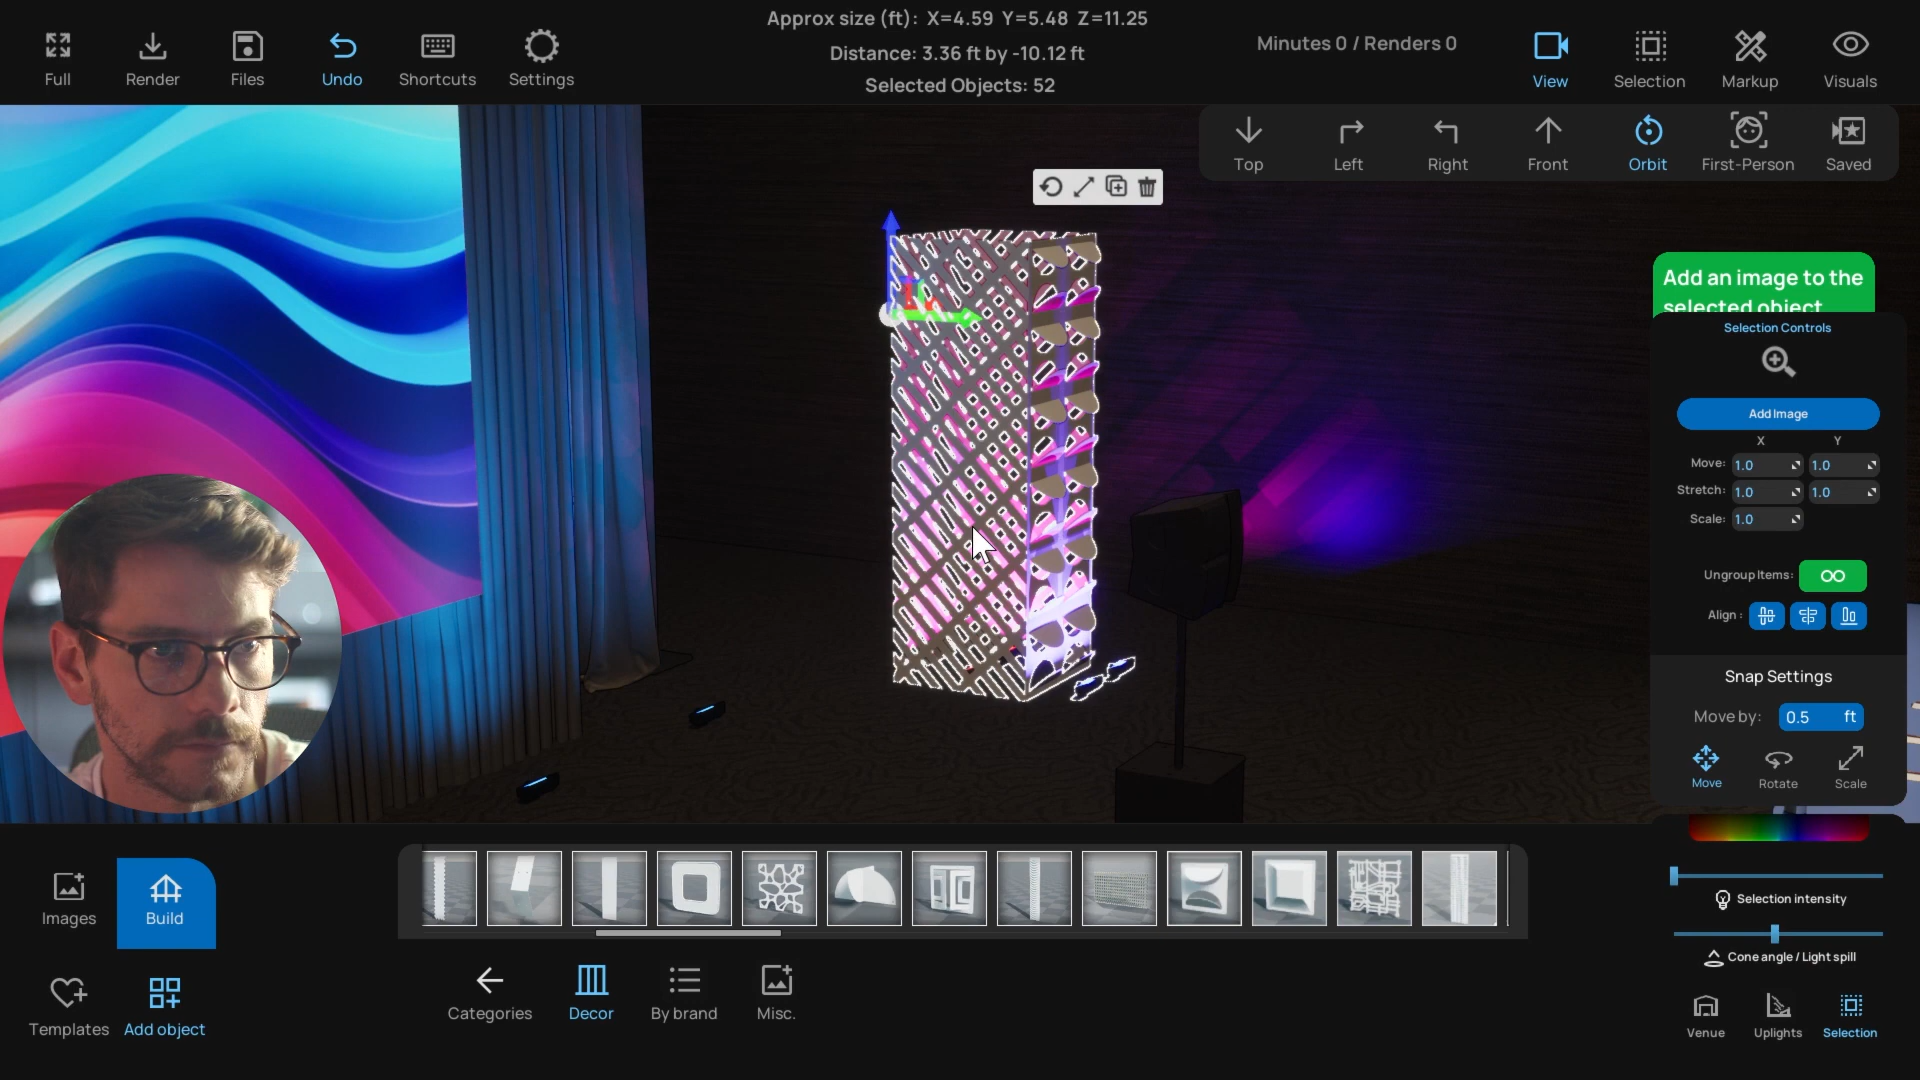 Full
Render
Files
Undo
Shortcuts
Settings
Approx size (ft): X=4.59 Y=5.48 Z=11.25
Distance: 3.36 ft by -10.12 ft
Selected Objects: 52
Minutes 0 / Renders 0
View
Selection
Markup
Visuals
Top
Left
Right
Front
Orbit
First-Person
Saved
Add an image to the
selected object
Selection Controls
Add Image
X
Y
Move: 1.0 1.0
Stretch: 1.0 1.0
Scale: 1.0
Ungroup Items:
Align :
Snap Settings
Move by: 0.5 ft
Move
Rotate
Scale
Selection intensity
Cone angle / Light spill
Venue
Uplights
Selection
Images
Build
Templates
Add object
Categories
Decor
By brand
Misc.